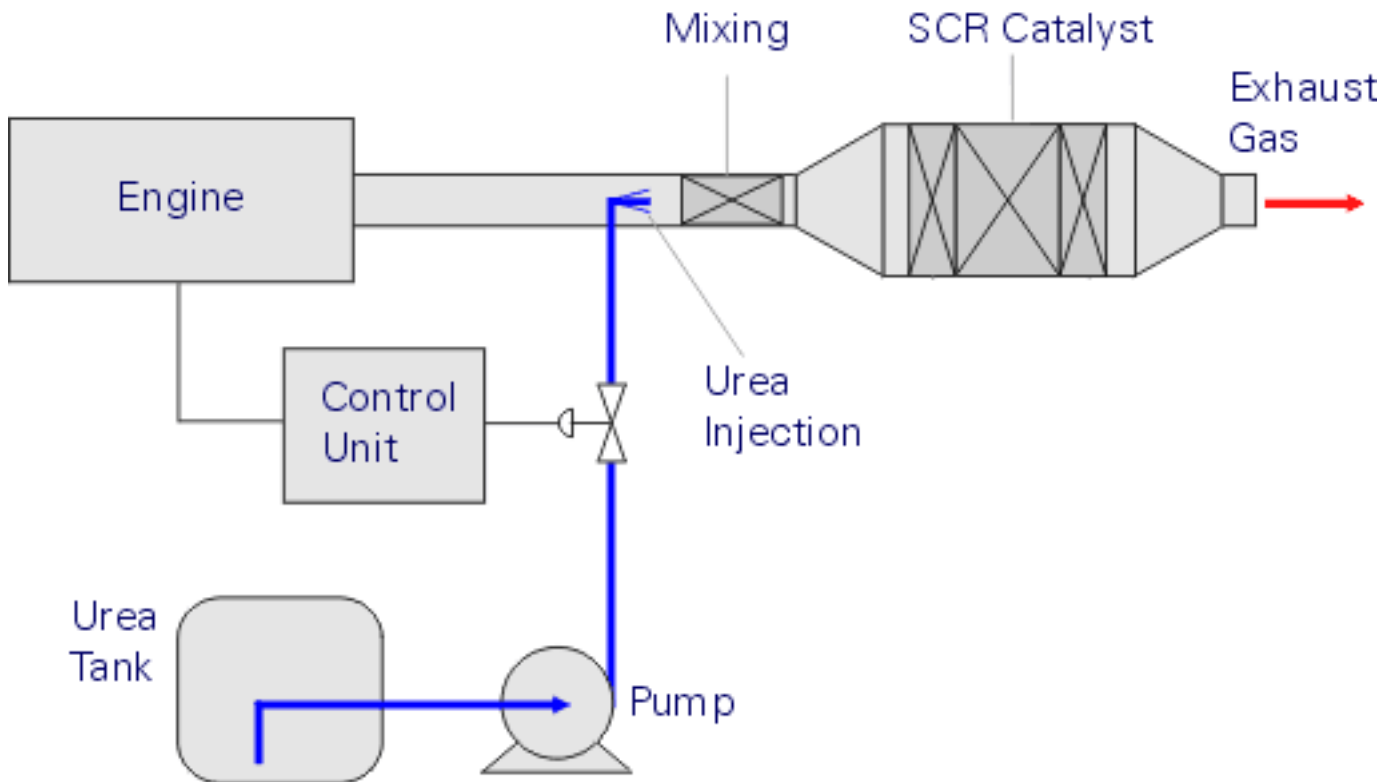 Mixing
SCR Catalyst
Exhaust
Gas
Engine
Control
Unit
Urea
Injection
Urea
Tank
Pump